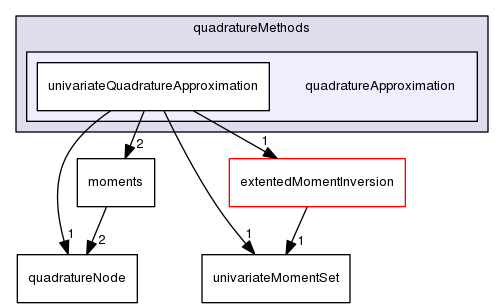 quadratureMethods
univariateQuadratureApproximation
quadratureApproximation
2
1
moments
extentedMomentInversion
1
2
1
1
quadratureNode
univariateMomentSet